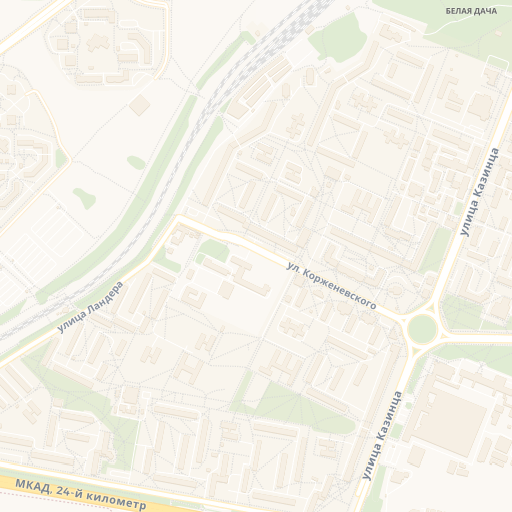 БЕЛАЯ ДАЧА
улица Казинца
ул. Корженевского
улица Ландера
улица Казинца
МКАД, 24-й километр